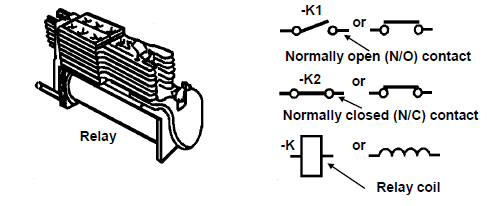 -K1
or
Normally open (N/O) contact
-K2
or
Normally closed (N/C) contact
-K
or
Relay coil
Relay